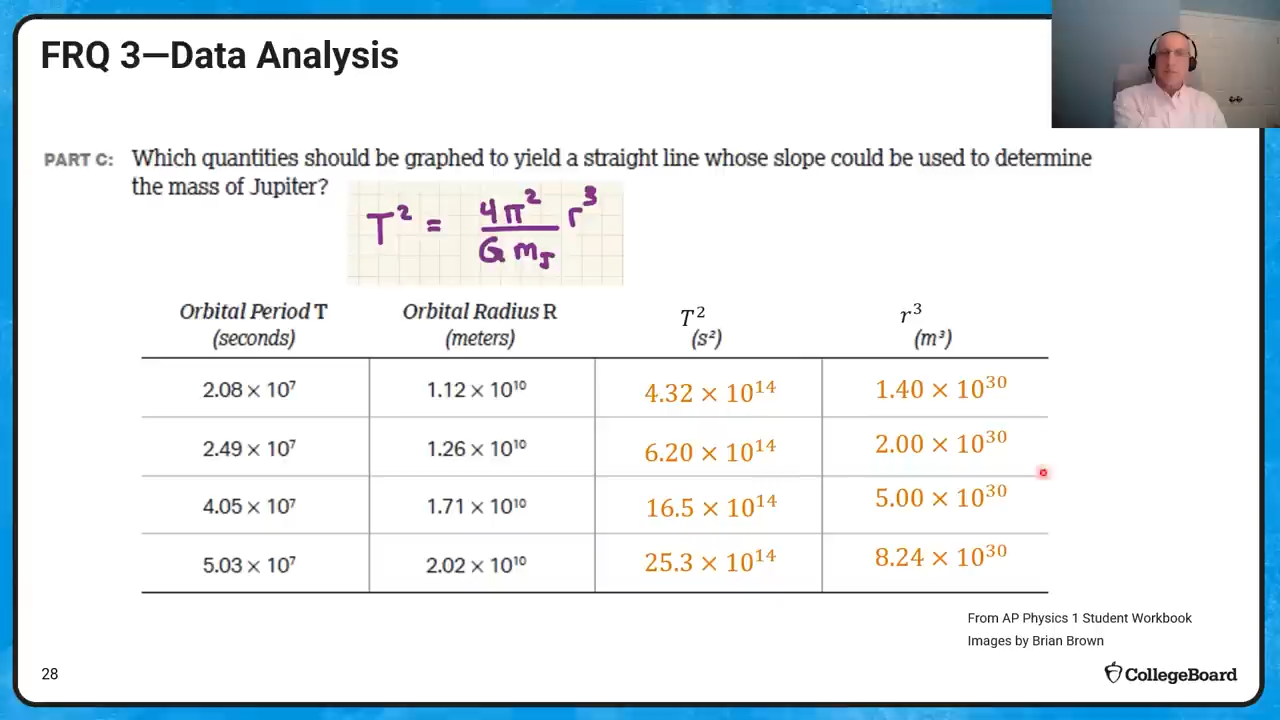 FRQ 3—Data Analysis
PART C: Which quantities should be graphed to yield a straight line whose slope could be used to determine
the mass of Jupiter?
T² = 4π²/(G m_J) r³
Orbital Period T Orbital Radius R T² r³
(seconds) (meters) (s²) (m³)
2.08 × 10⁷ 1.12 × 10¹⁰ 4.32 × 10¹⁴ 1.40 × 10³⁰
2.49 × 10⁷ 1.26 × 10¹⁰ 6.20 × 10¹⁴ 2.00 × 10³⁰
4.05 × 10⁷ 1.71 × 10¹⁰ 16.5 × 10¹⁴ 5.00 × 10³⁰
5.03 × 10⁷ 2.02 × 10¹⁰ 25.3 × 10¹⁴ 8.24 × 10³⁰
From AP Physics 1 Student Workbook
Images by Brian Brown
28
CollegeBoard